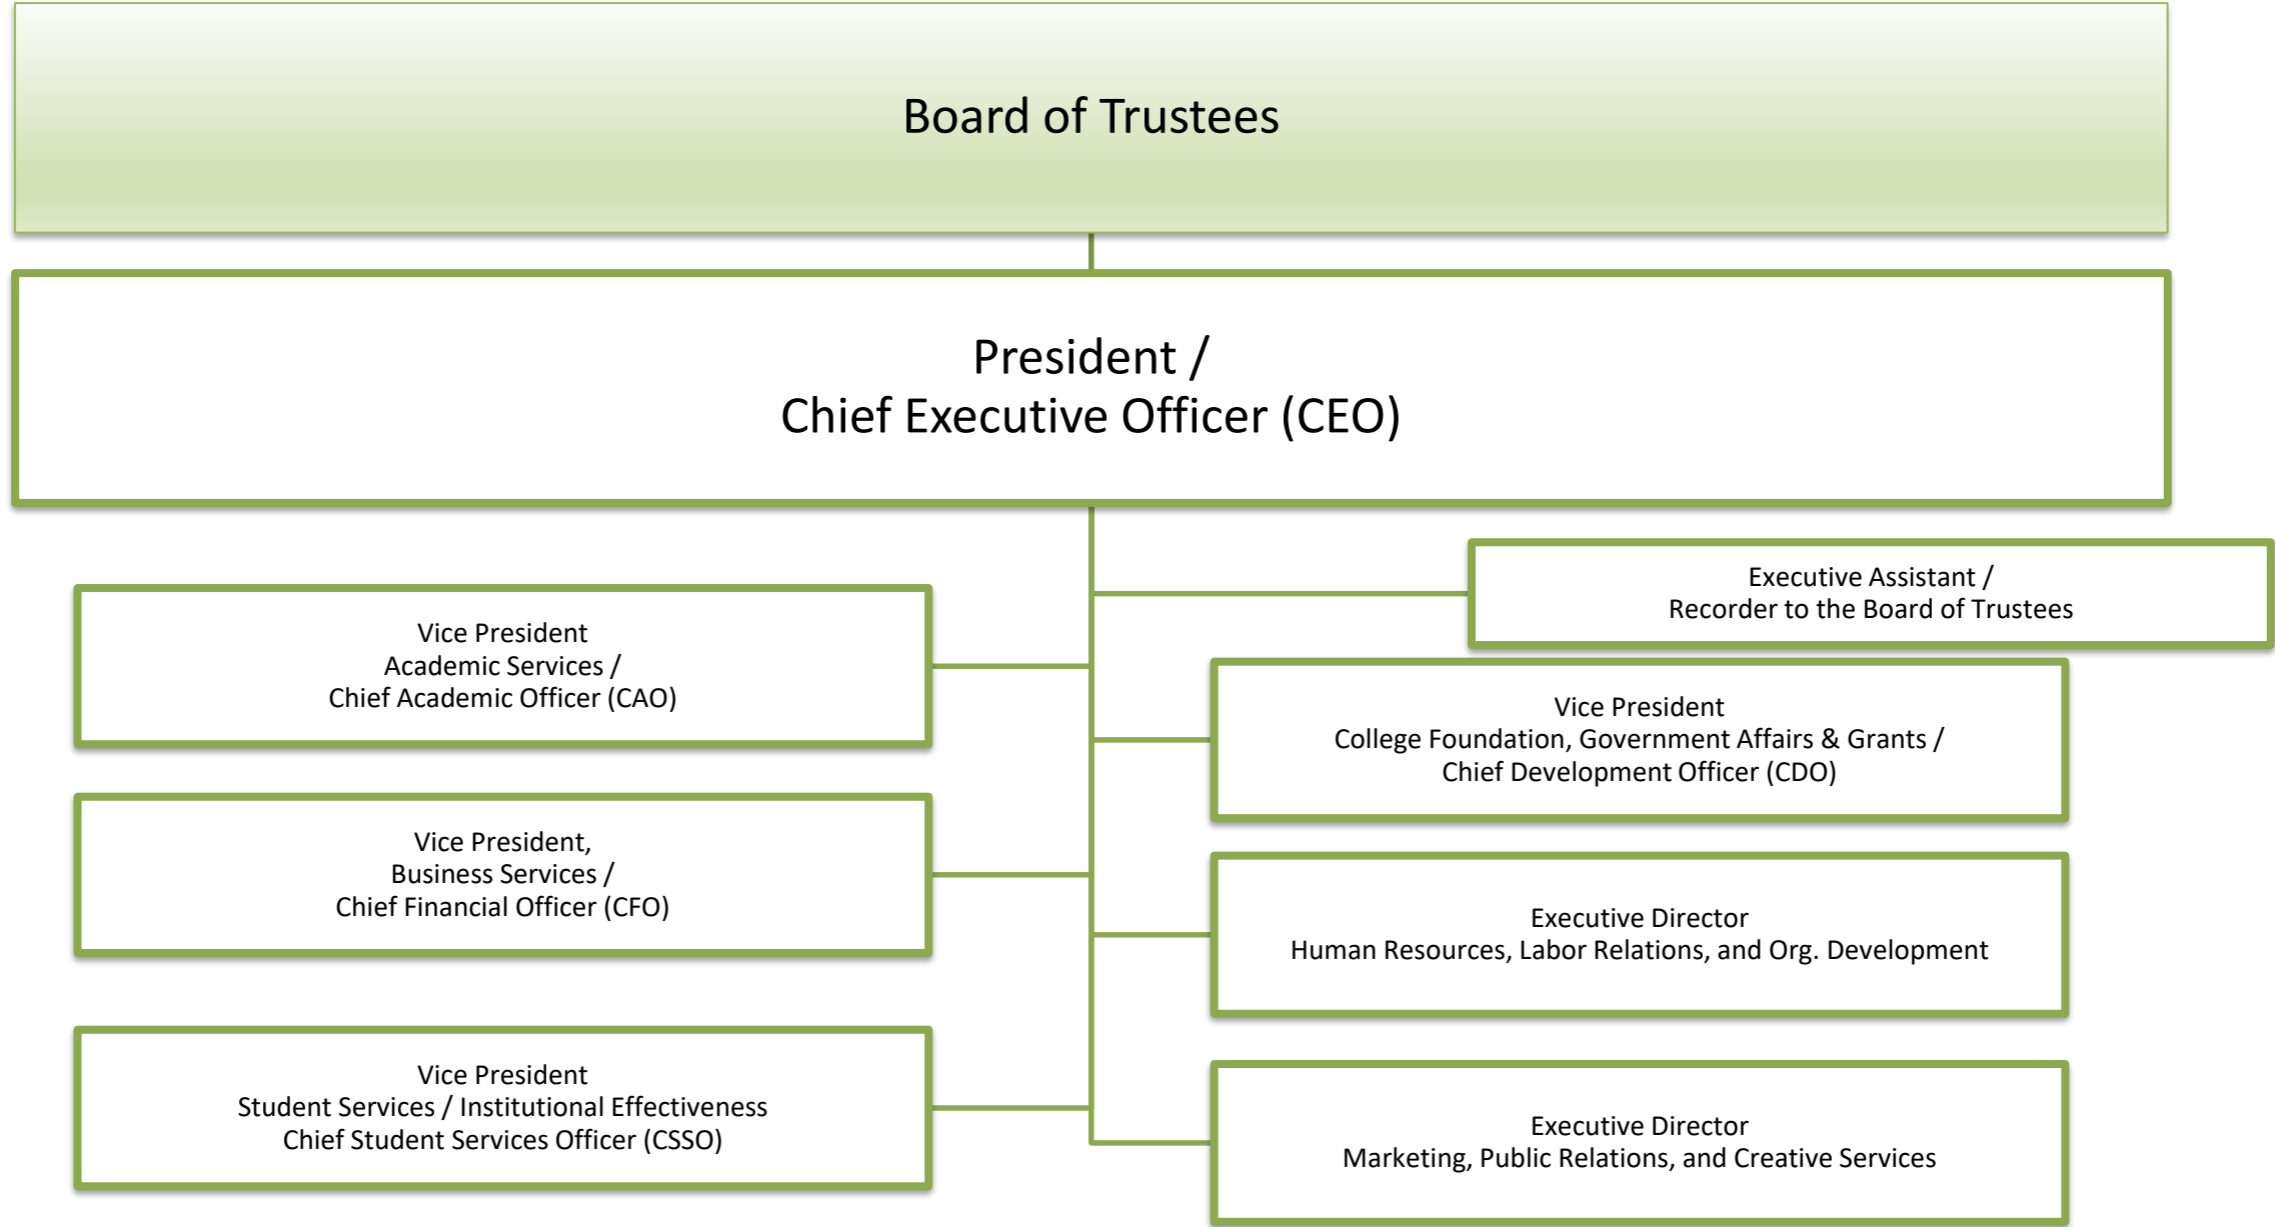 Board of Trustees
President /
Chief Executive Officer (CEO)
Executive Assistant /
Recorder to the Board of Trustees
Vice President
Academic Services /
Chief Academic Officer (CAO)
Vice President
College Foundation, Government Affairs & Grants /
Chief Development Officer (CDO)
Vice President,
Business Services /
Chief Financial Officer (CFO)
Executive Director
Human Resources, Labor Relations, and Org. Development
Vice President
Student Services / Institutional Effectiveness
Chief Student Services Officer (CSSO)
Executive Director
Marketing, Public Relations, and Creative Services